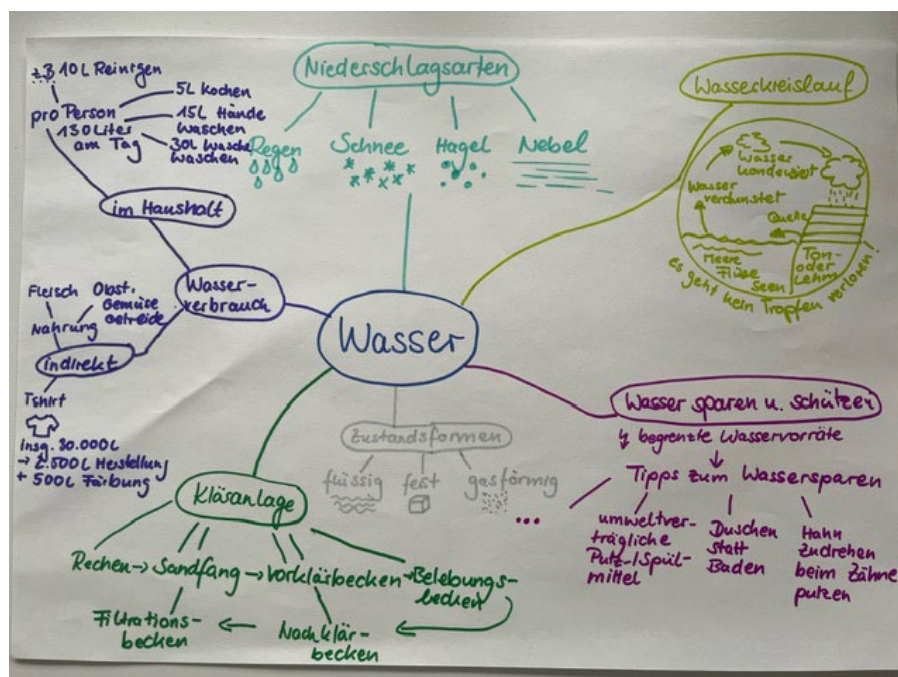 z.B 10L Reinigen
pro Person
130 Liter
am Tag
5L Kochen
15L Hände
waschen
30L Wäsche
waschen
im Haushalt
Wasser-
verbrauch
Fleisch
Obst,
Gemüse
Getreide
Nahrung
indirekt
Tshirt
insg. 30.000L
→ 2.500L Herstellung
+ 500L Färbung
Niederschlagsarten
Regen
Schnee
Hagel
Nebel
Wasserkreislauf
Wasser
kondensiert
Wasser
verdunstet
Quelle
Meere
Flüße
Seen
Ton-
oder
Lehm
es geht kein Tropfen verloren!
Wasser
Zustandsformen
flüssig
fest
gasförmig
Wasser sparen u. schützen
↯ begrenzte Wasservorräte
Tipps zum Wassersparen
...
umweltver-
trägliche
Putz-/Spül-
mittel
Duschen
statt
Baden
Hahn
zudrehen
beim Zähne
putzen
Kläsanlage
Rechen → Sandfang → Vorklärbecken → Belebungs-
becken
Nachklär-
becken
Filtrations-
becken